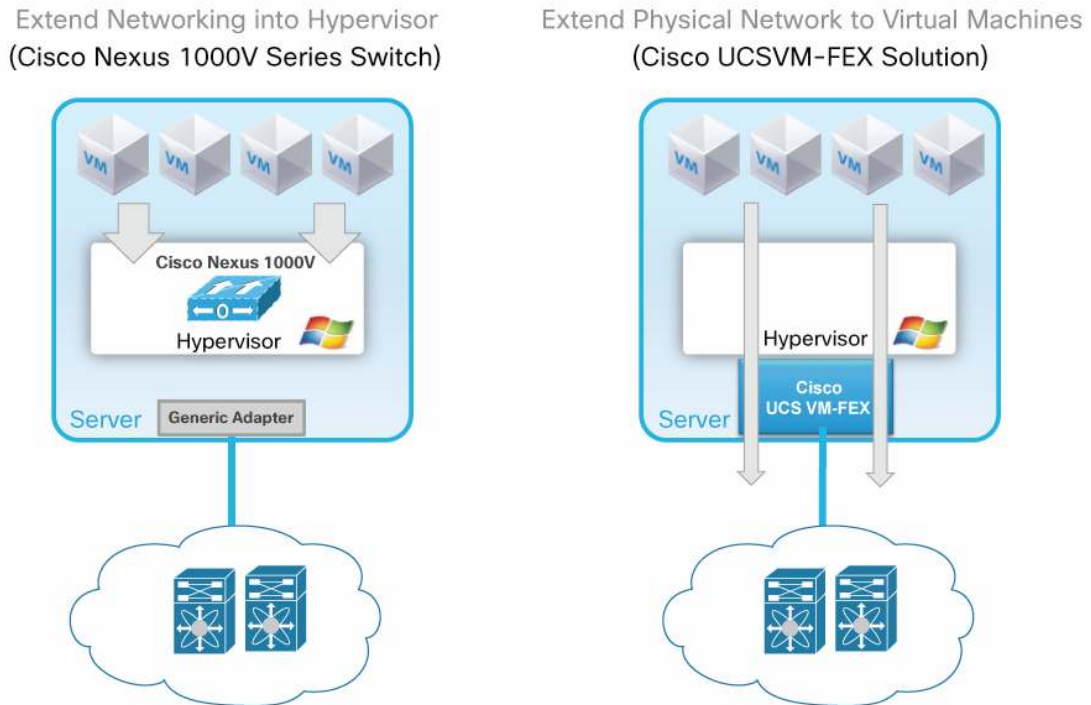 Extend Networking into Hypervisor
(Cisco Nexus 1000V Series Switch)
VM VM VM VM
Cisco Nexus 1000V
Hypervisor
Server
Generic Adapter
Extend Physical Network to Virtual Machines
(Cisco UCSVM-FEX Solution)
VM VM VM VM
Hypervisor
Cisco
UCS VM-FEX
Server